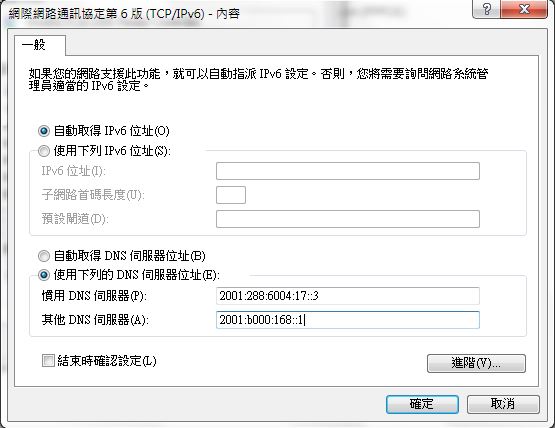 網際網路通訊協定第 6 版 (TCP/IPv6) - 內容
一般
如果您的網路支援此功能，就可以自動指派 IPv6 設定。否則，您將需要詢問網路系統管
理員適當的 IPv6 設定。
自動取得 IPv6 位址(O)
使用下列 IPv6 位址(S):
IPv6 位址(I):
子網路首碼長度(U):
預設閘道(D):
自動取得 DNS 伺服器位址(B)
使用下列的 DNS 伺服器位址(E):
慣用 DNS 伺服器(P): 2001:288:6004:17::3
其他 DNS 伺服器(A): 2001:b000:168::1
結束時確認設定(L)
進階(V)...
確定 取消